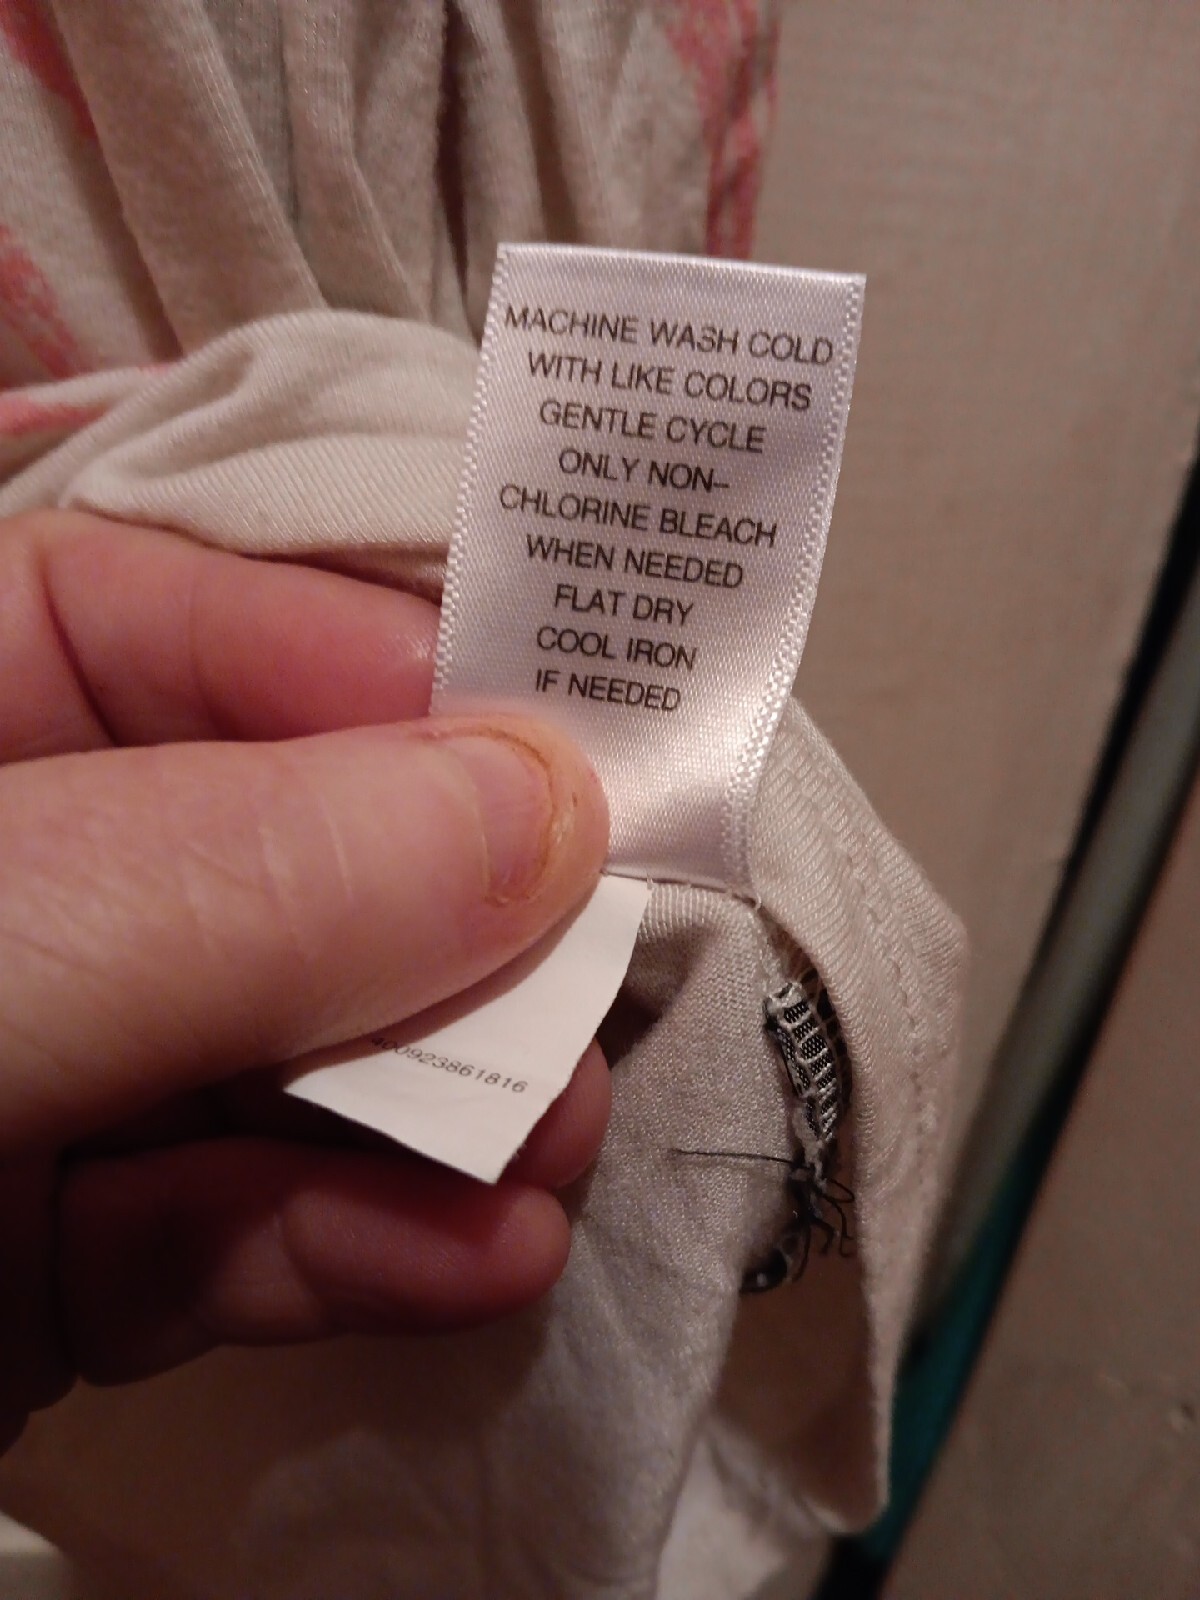 MACHINE WASH COLD
WITH LIKE COLORS
GENTLE CYCLE
ONLY NON-
CHLORINE BLEACH
WHEN NEEDED
FLAT DRY
COOL IRON
IF NEEDED
400923861816